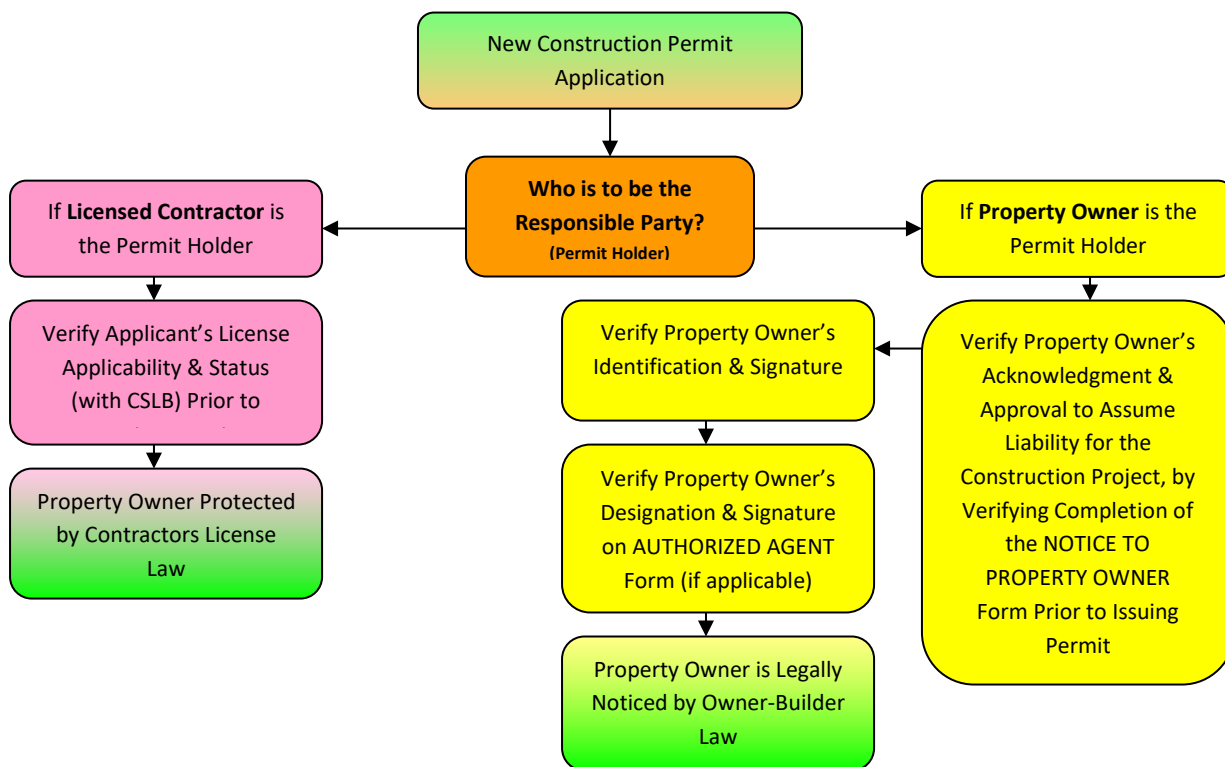 New Construction Permit
Application
Who is to be the
Responsible Party?
(Permit Holder)
If Licensed Contractor is
the Permit Holder
If Property Owner is the
Permit Holder
Verify Applicant’s License
Applicability & Status
(with CSLB) Prior to
Property Owner Protected
by Contractors License
Law
Verify Property Owner’s
Acknowledgment &
Approval to Assume
Liability for the
Construction Project, by
Verifying Completion of
the NOTICE TO
PROPERTY OWNER
Form Prior to Issuing
Permit
Verify Property Owner’s
Identification & Signature
Verify Property Owner’s
Designation & Signature
on AUTHORIZED AGENT
Form (if applicable)
Property Owner is Legally
Noticed by Owner-Builder
Law